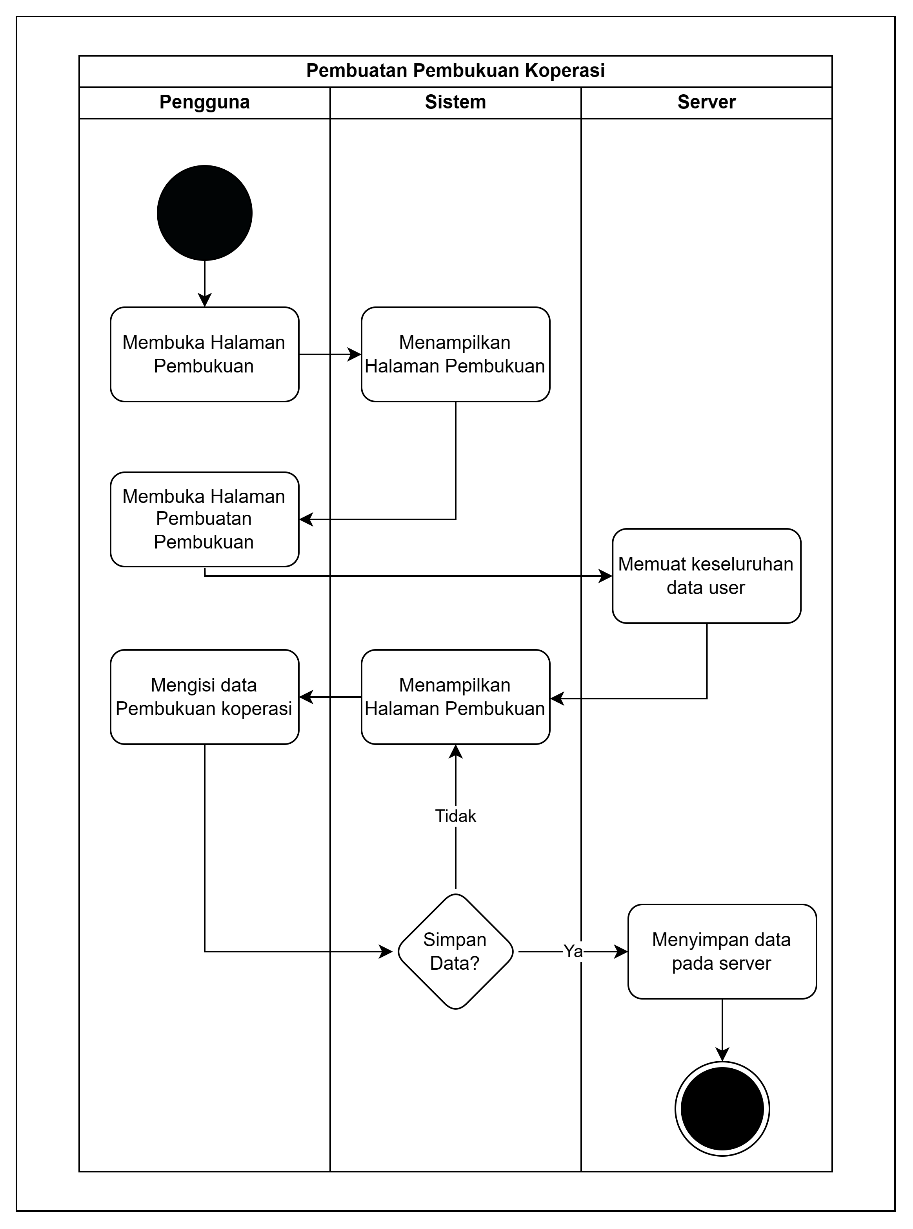 Pembuatan Pembukuan Koperasi
Pengguna
Sistem
Server
Membuka Halaman
Pembukuan
Menampilkan
Halaman Pembukuan
Membuka Halaman
Pembuatan
Pembukuan
Memuat keseluruhan
data user
Mengisi data
Pembukuan koperasi
Menampilkan
Halaman Pembukuan
Tidak
Simpan
Data?
Ya
Menyimpan data
pada server